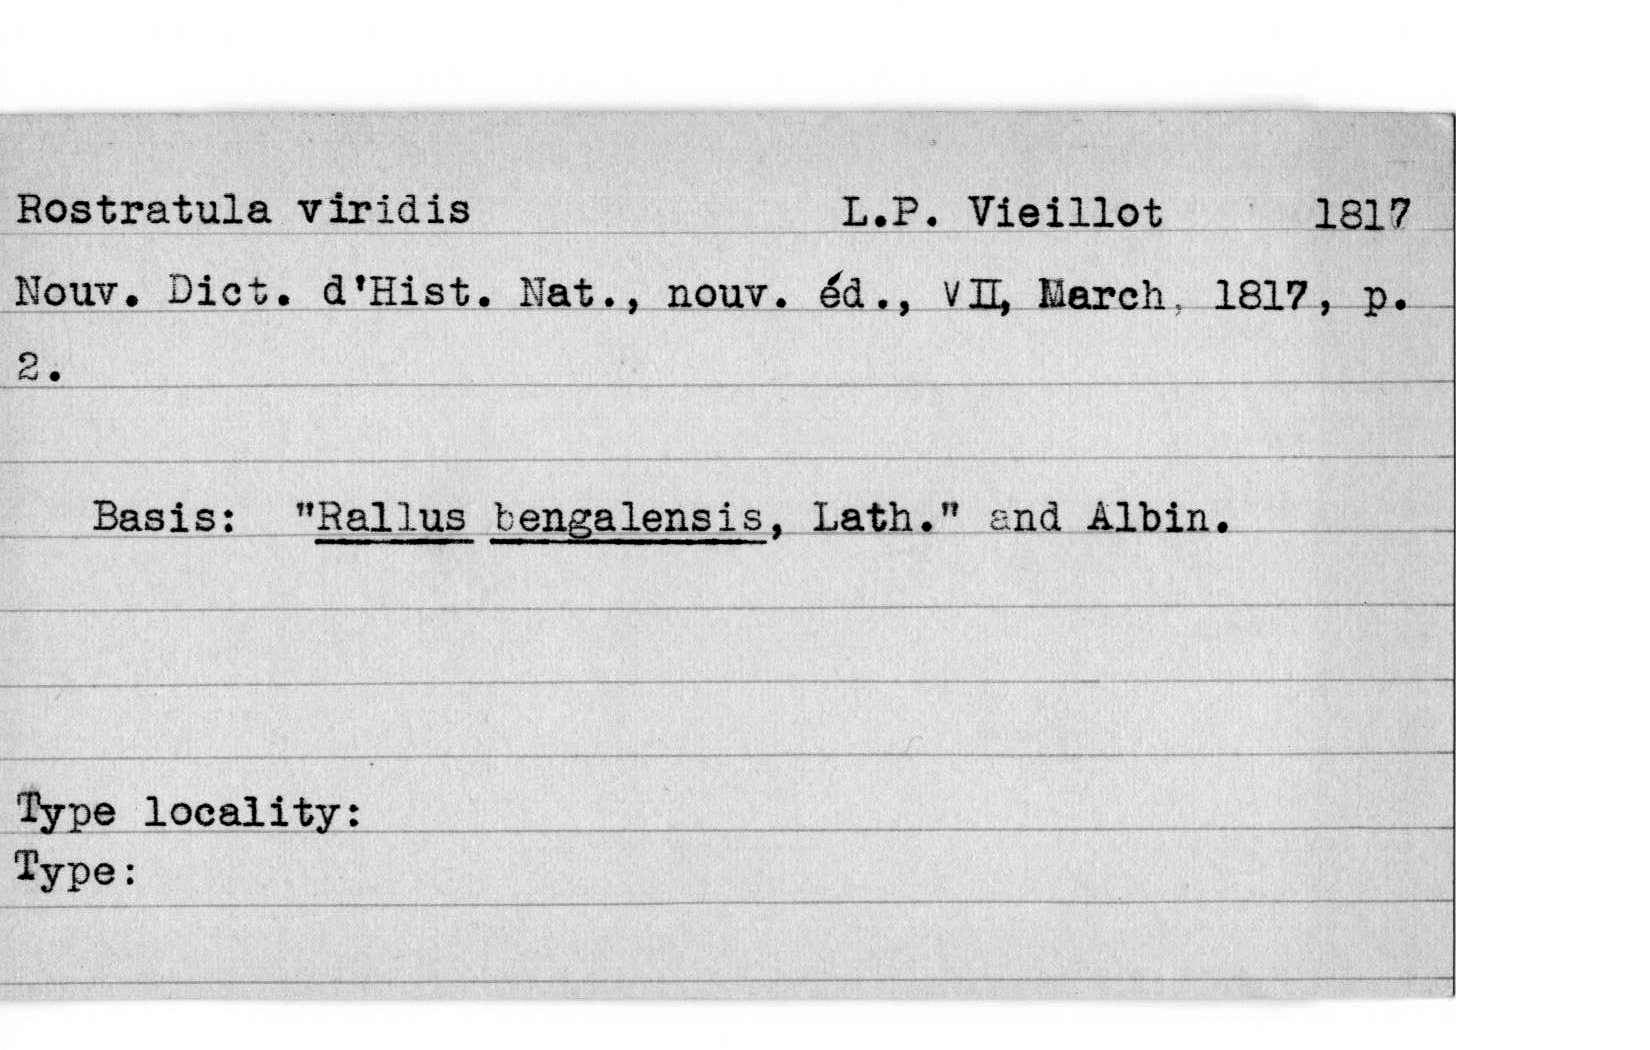 Rostratula viridis L.P. Vieillot 1817
Nouv. Dict. d'Hist. Nat., nouv. éd., VII, March, 1817, p.
2.
Basis: "Rallus bengalensis, Lath." and Albin.
Type locality:
Type: